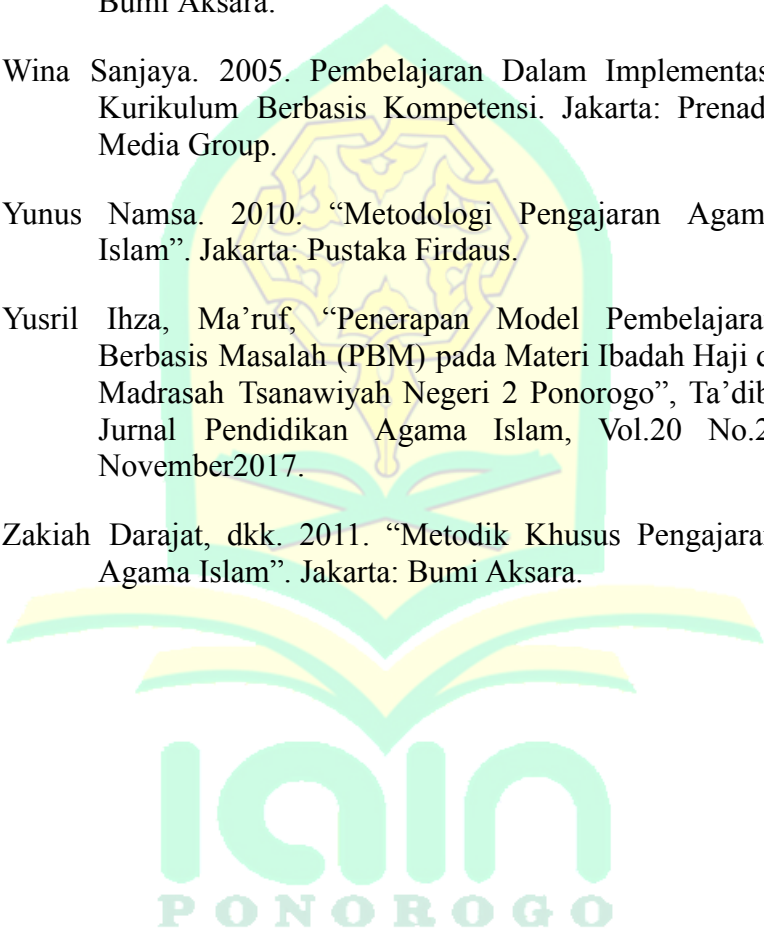 Bumi Aksara.
Wina Sanjaya. 2005. Pembelajaran Dalam Implementas
Kurikulum Berbasis Kompetensi. Jakarta: Prenad
Media Group.
Yunus Namsa. 2010. “Metodologi Pengajaran Agam
Islam”. Jakarta: Pustaka Firdaus.
Yusril Ihza, Ma’ruf, “Penerapan Model Pembelajara
Berbasis Masalah (PBM) pada Materi Ibadah Haji d
Madrasah Tsanawiyah Negeri 2 Ponorogo”, Ta’dib
Jurnal Pendidikan Agama Islam, Vol.20 No.2
November2017.
Zakiah Darajat, dkk. 2011. “Metodik Khusus Pengajaran
Agama Islam”. Jakarta: Bumi Aksara.
iain
PONOROGO